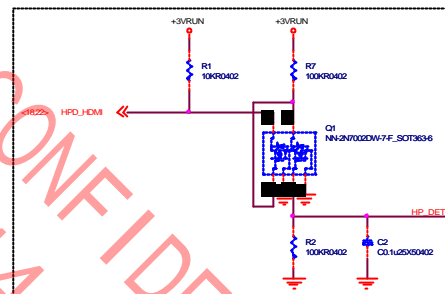 +3VRUN +3VRUN
R1
10KR0402
R7
100KR0402
<18,22> HPD_HDMI
Q1
NN-2N7002DW-7-F_SOT363-6
HP_DET
R2
100KR0402
C2
C0.1u25X50402
CONFIDE